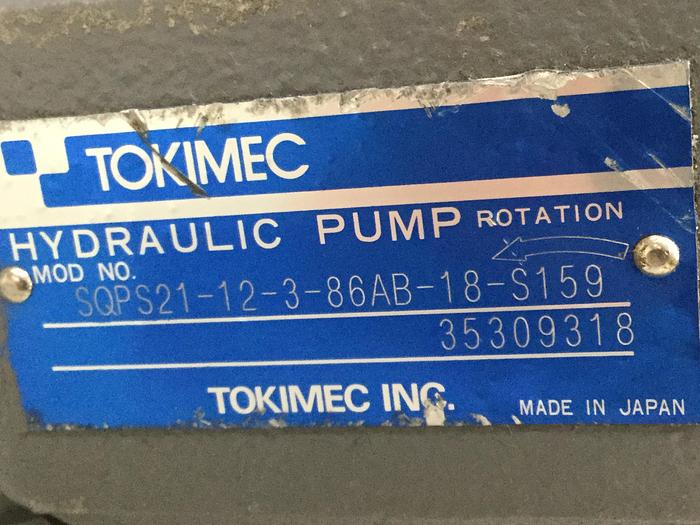 TOKIMEC
HYDRAULIC PUMP ROTATION
MOD NO.
SQPS21-12-3-86AB-18-S159
35309318
TOKIMEC INC.
MADE IN JAPAN